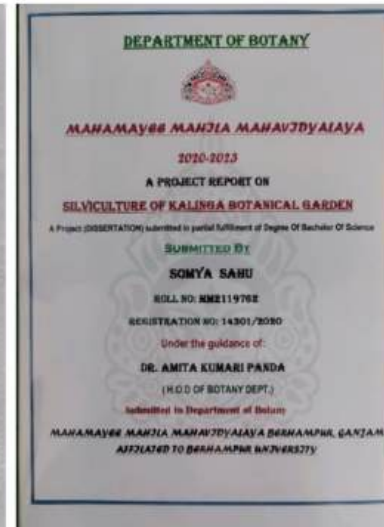 DEPARTMENT OF BOTANY
MAHAMAYEE MAHILA MAHAVIDYALAYA
2020-2023
A PROJECT REPORT ON
SILVICULTURE OF KALINGA BOTANICAL GARDEN
A Project (DISSERTATION) submitted in partial fulfillment of Degree Of Bachelor Of Science
SUBMITTED BY
SOMYA SAHU
ROLL NO: MM2119762
REGISTRATION NO: 14301/2020
Under the guidance of:
DR. AMITA KUMARI PANDA
(H.O.D OF BOTANY DEPT.)
Submitted in Department of Botany
MAHAMAYEE MAHILA MAHAVIDYALAYA BERHAMPUR, GANJAM
AFFILATED TO BERHAMPUR UNIVERSITY